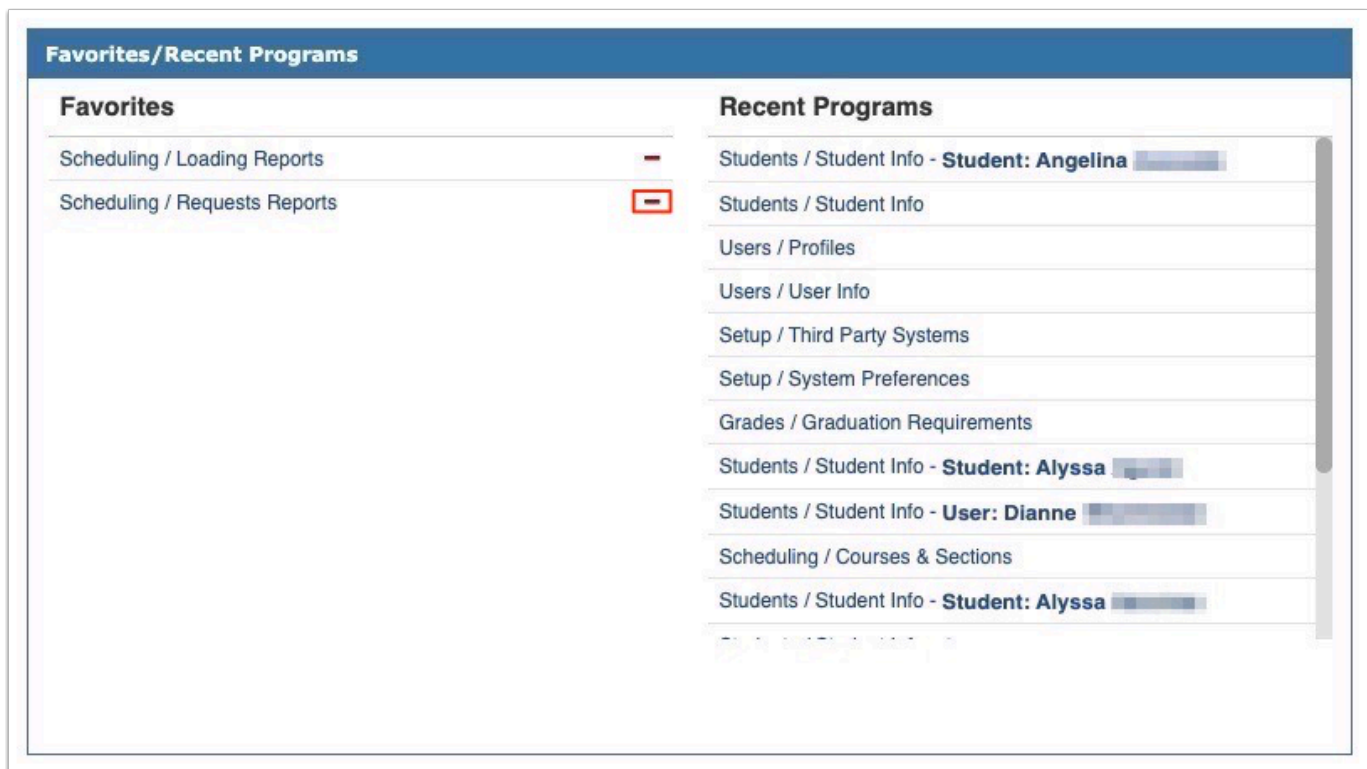 Favorites/Recent Programs
Favorites
Scheduling / Loading Reports
Scheduling / Requests Reports
Recent Programs
Students / Student Info - Student: Angelina
Students / Student Info
Users / Profiles
Users / User Info
Setup / Third Party Systems
Setup / System Preferences
Grades / Graduation Requirements
Students / Student Info - Student: Alyssa
Students / Student Info - User: Dianne
Scheduling / Courses & Sections
Students / Student Info - Student: Alyssa